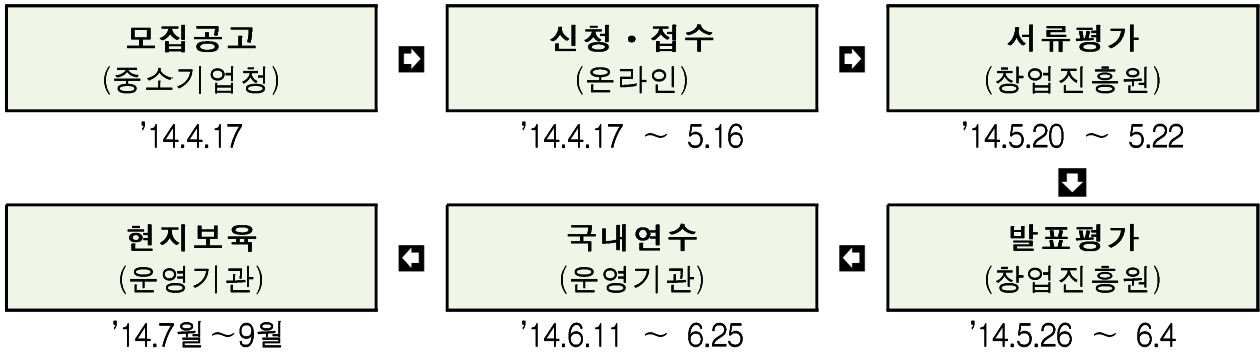 모집공고
(중소기업청)
'14.4.17
신청・접수
(온라인)
'14.4.17 ~ 5.16
서류평가
(창업진흥원)
'14.5.20 ~ 5.22
발표평가
(창업진흥원)
'14.5.26 ~ 6.4
국내연수
(운영기관)
'14.6.11 ~ 6.25
현지보육
(운영기관)
'14.7월~9월